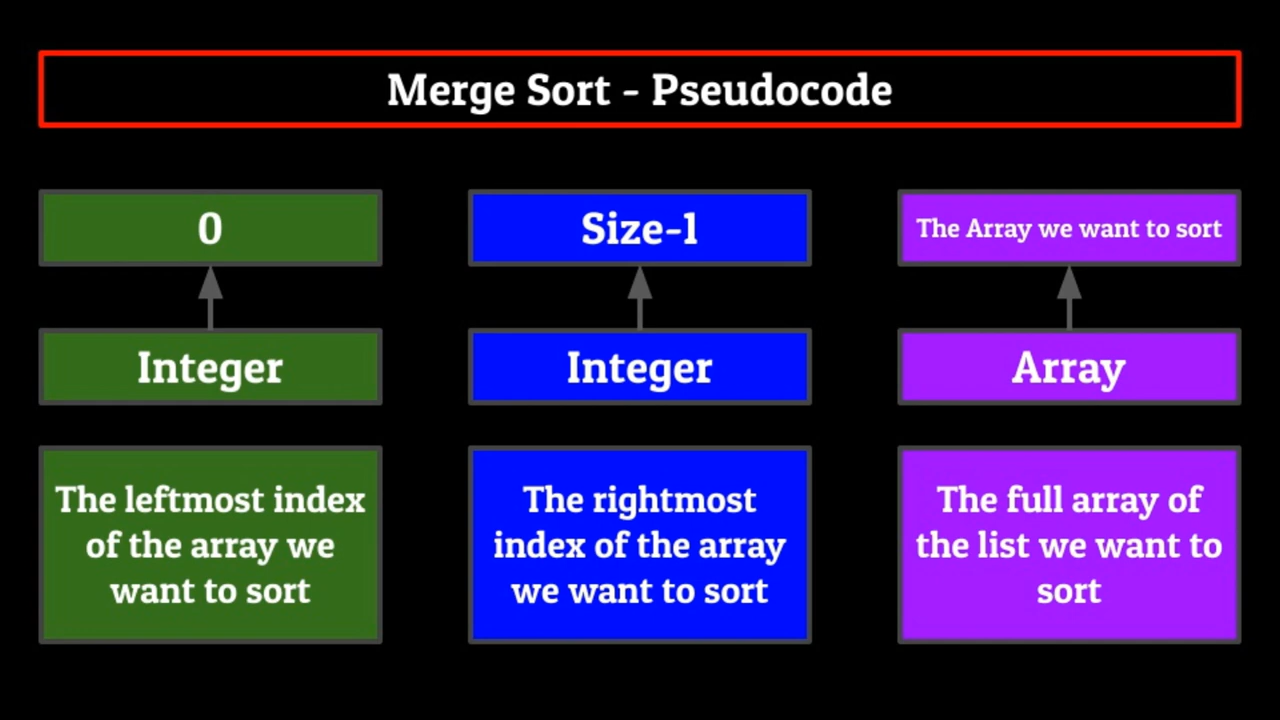 Merge Sort - Pseudocode
0
Size-1
The Array we want to sort
Integer
Integer
Array
The leftmost index
of the array we
want to sort
The rightmost
index of the array
we want to sort
The full array of
the list we want to
sort